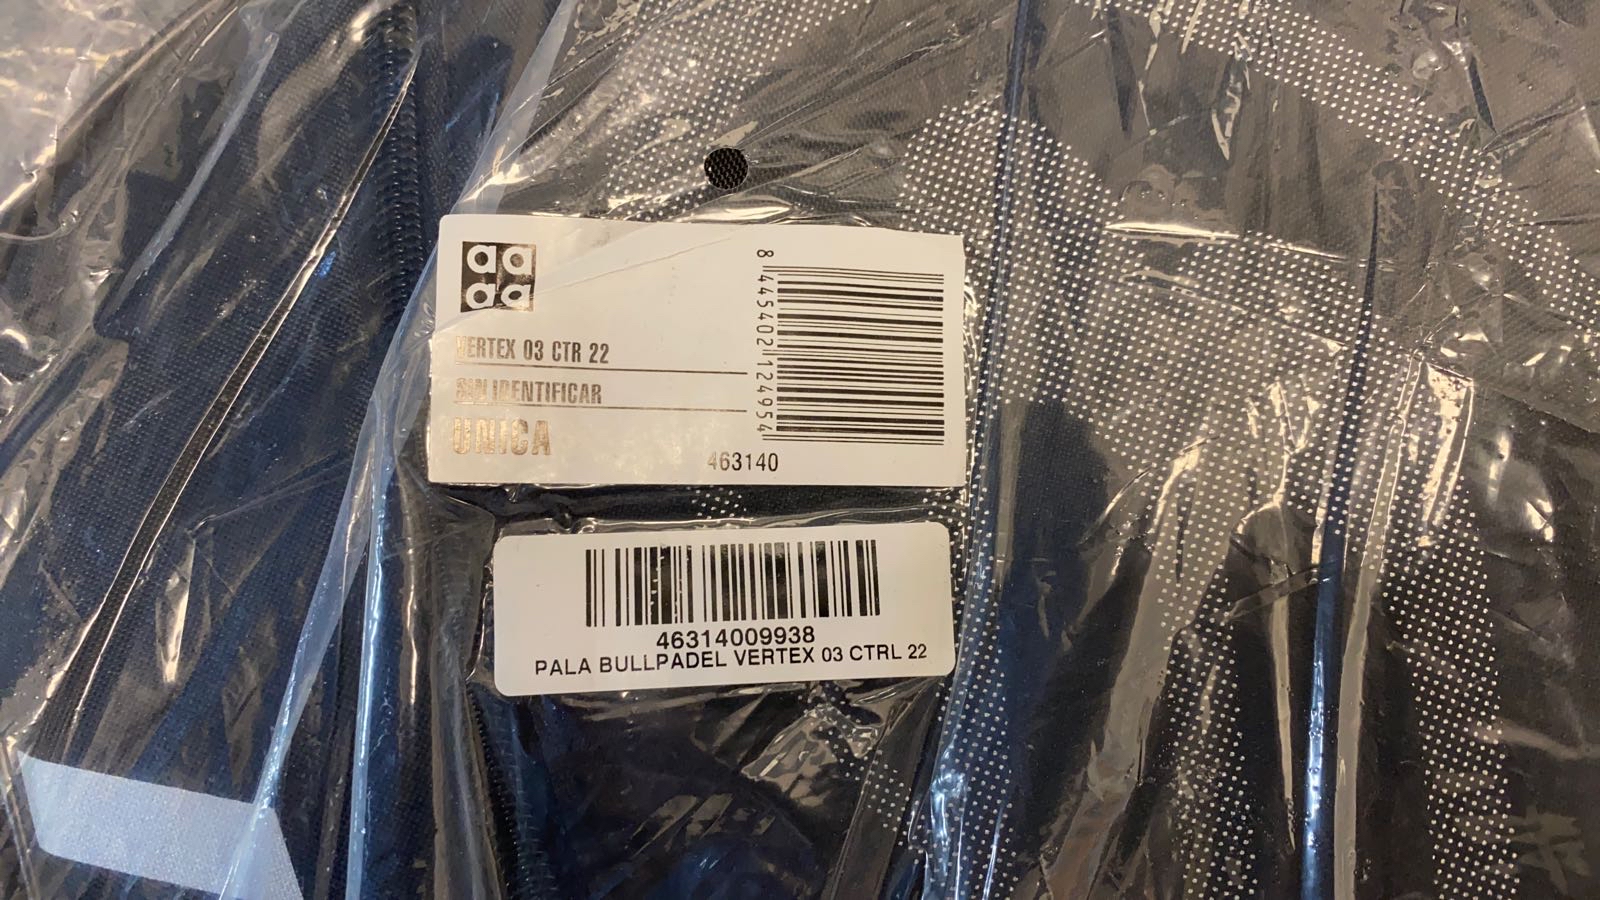 aa
aa
VERTEX 03 CTR 22
SIN IDENTIFICAR
UNICA
463140
8 445402 124954
46314009938
PALA BULLPADEL VERTEX 03 CTRL 22